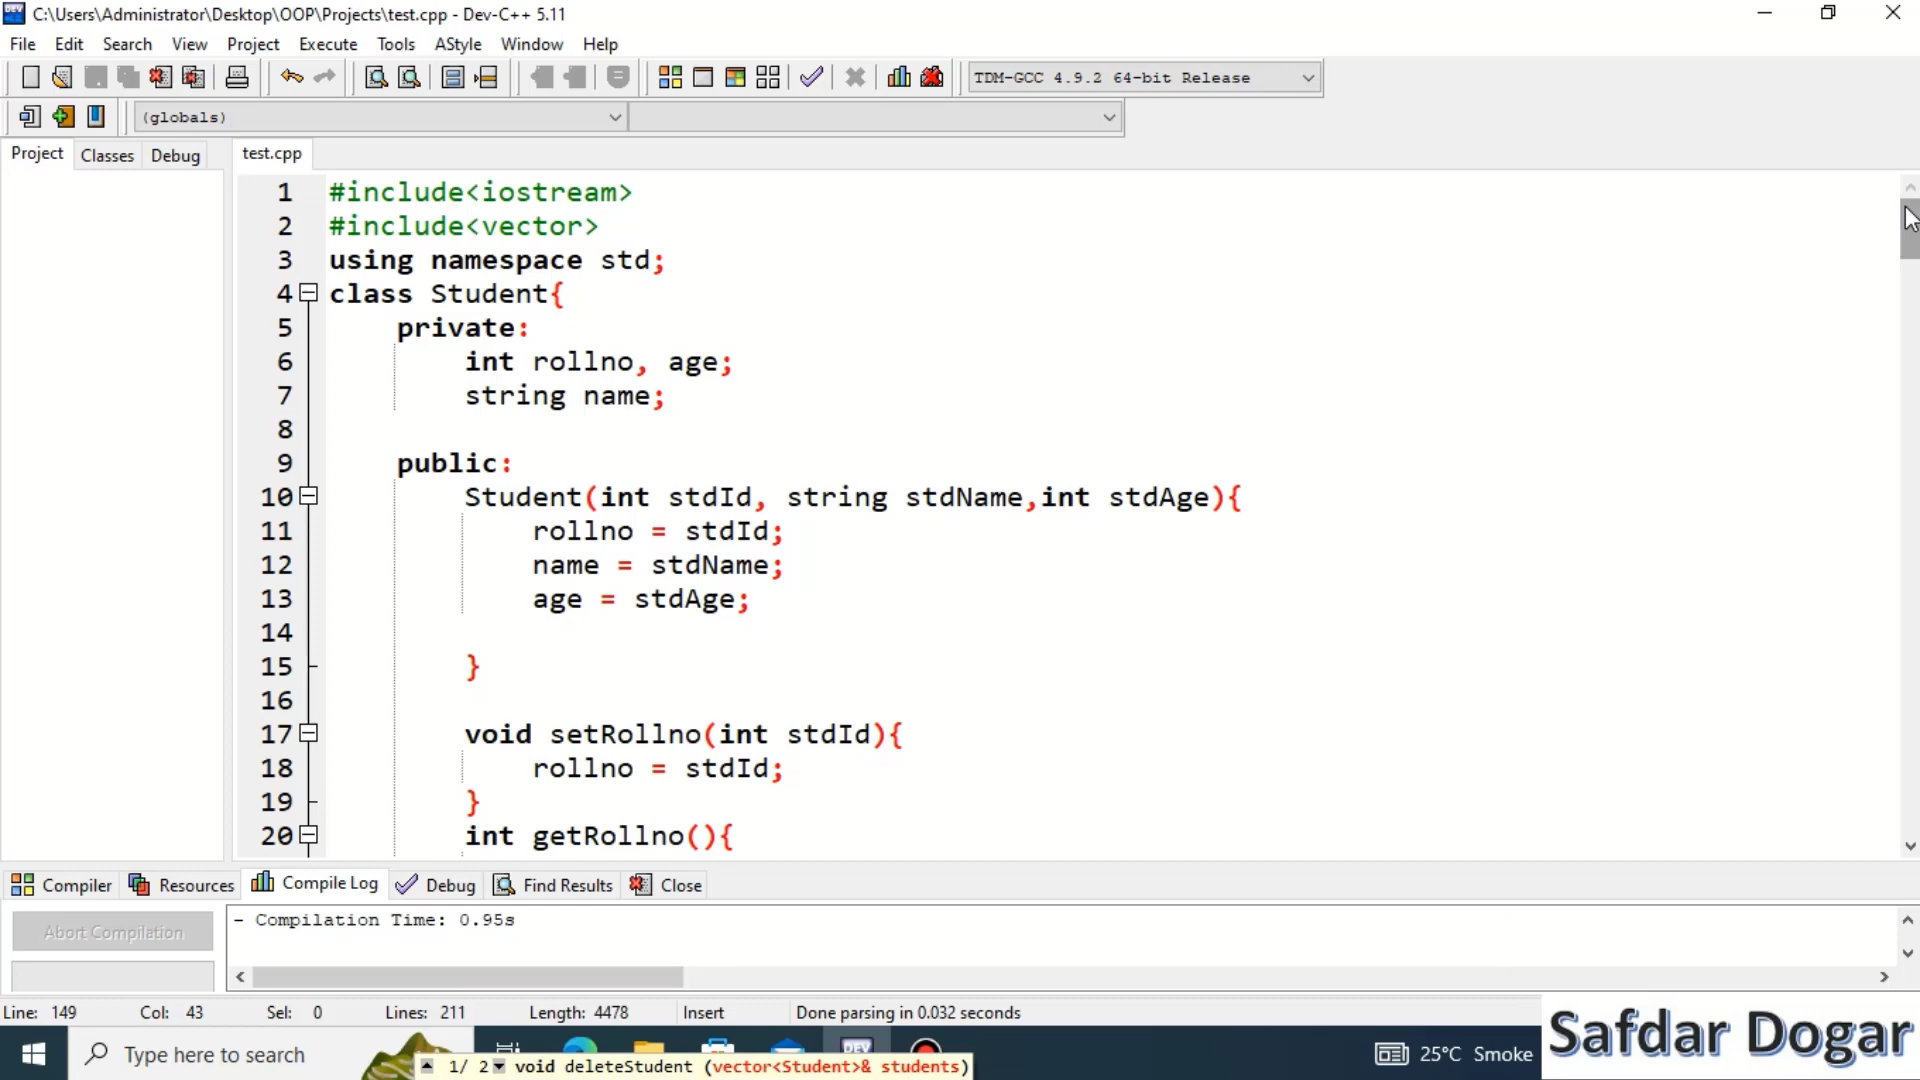 C:\Users\Administrator\Desktop\OOP\Projects\test.cpp - Dev-C++ 5.11
File Edit Search View Project Execute Tools AStyle Window Help
TDM-GCC 4.9.2 64-bit Release
(globals)
Project Classes Debug test.cpp
1 #include<iostream>
2 #include<vector>
3 using namespace std;
4 class Student{
5 private:
6 int rollno, age;
7 string name;
8
9 public:
10 Student(int stdId, string stdName,int stdAge){
11 rollno = stdId;
12 name = stdName;
13 age = stdAge;
14
15 }
16
17 void setRollno(int stdId){
18 rollno = stdId;
19 }
20 int getRollno(){
Compiler Resources Compile Log Debug Find Results Close
Abort Compilation
- Compilation Time: 0.95s
Line: 149 Col: 43 Sel: 0 Lines: 211 Length: 4478 Insert Done parsing in 0.032 seconds
Type here to search
DEV
1/ 2 void deleteStudent (vector<Student>& students)
25°C Smoke
Safdar Dogar